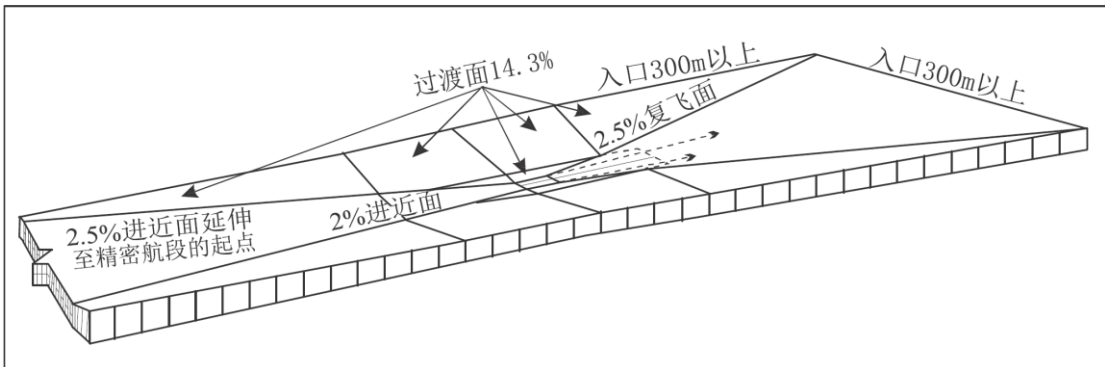 过渡面14.3%
入口300m以上
入口300m以上
2.5%复飞面
2%进近面
2.5%进近面延伸
至精密航段的起点